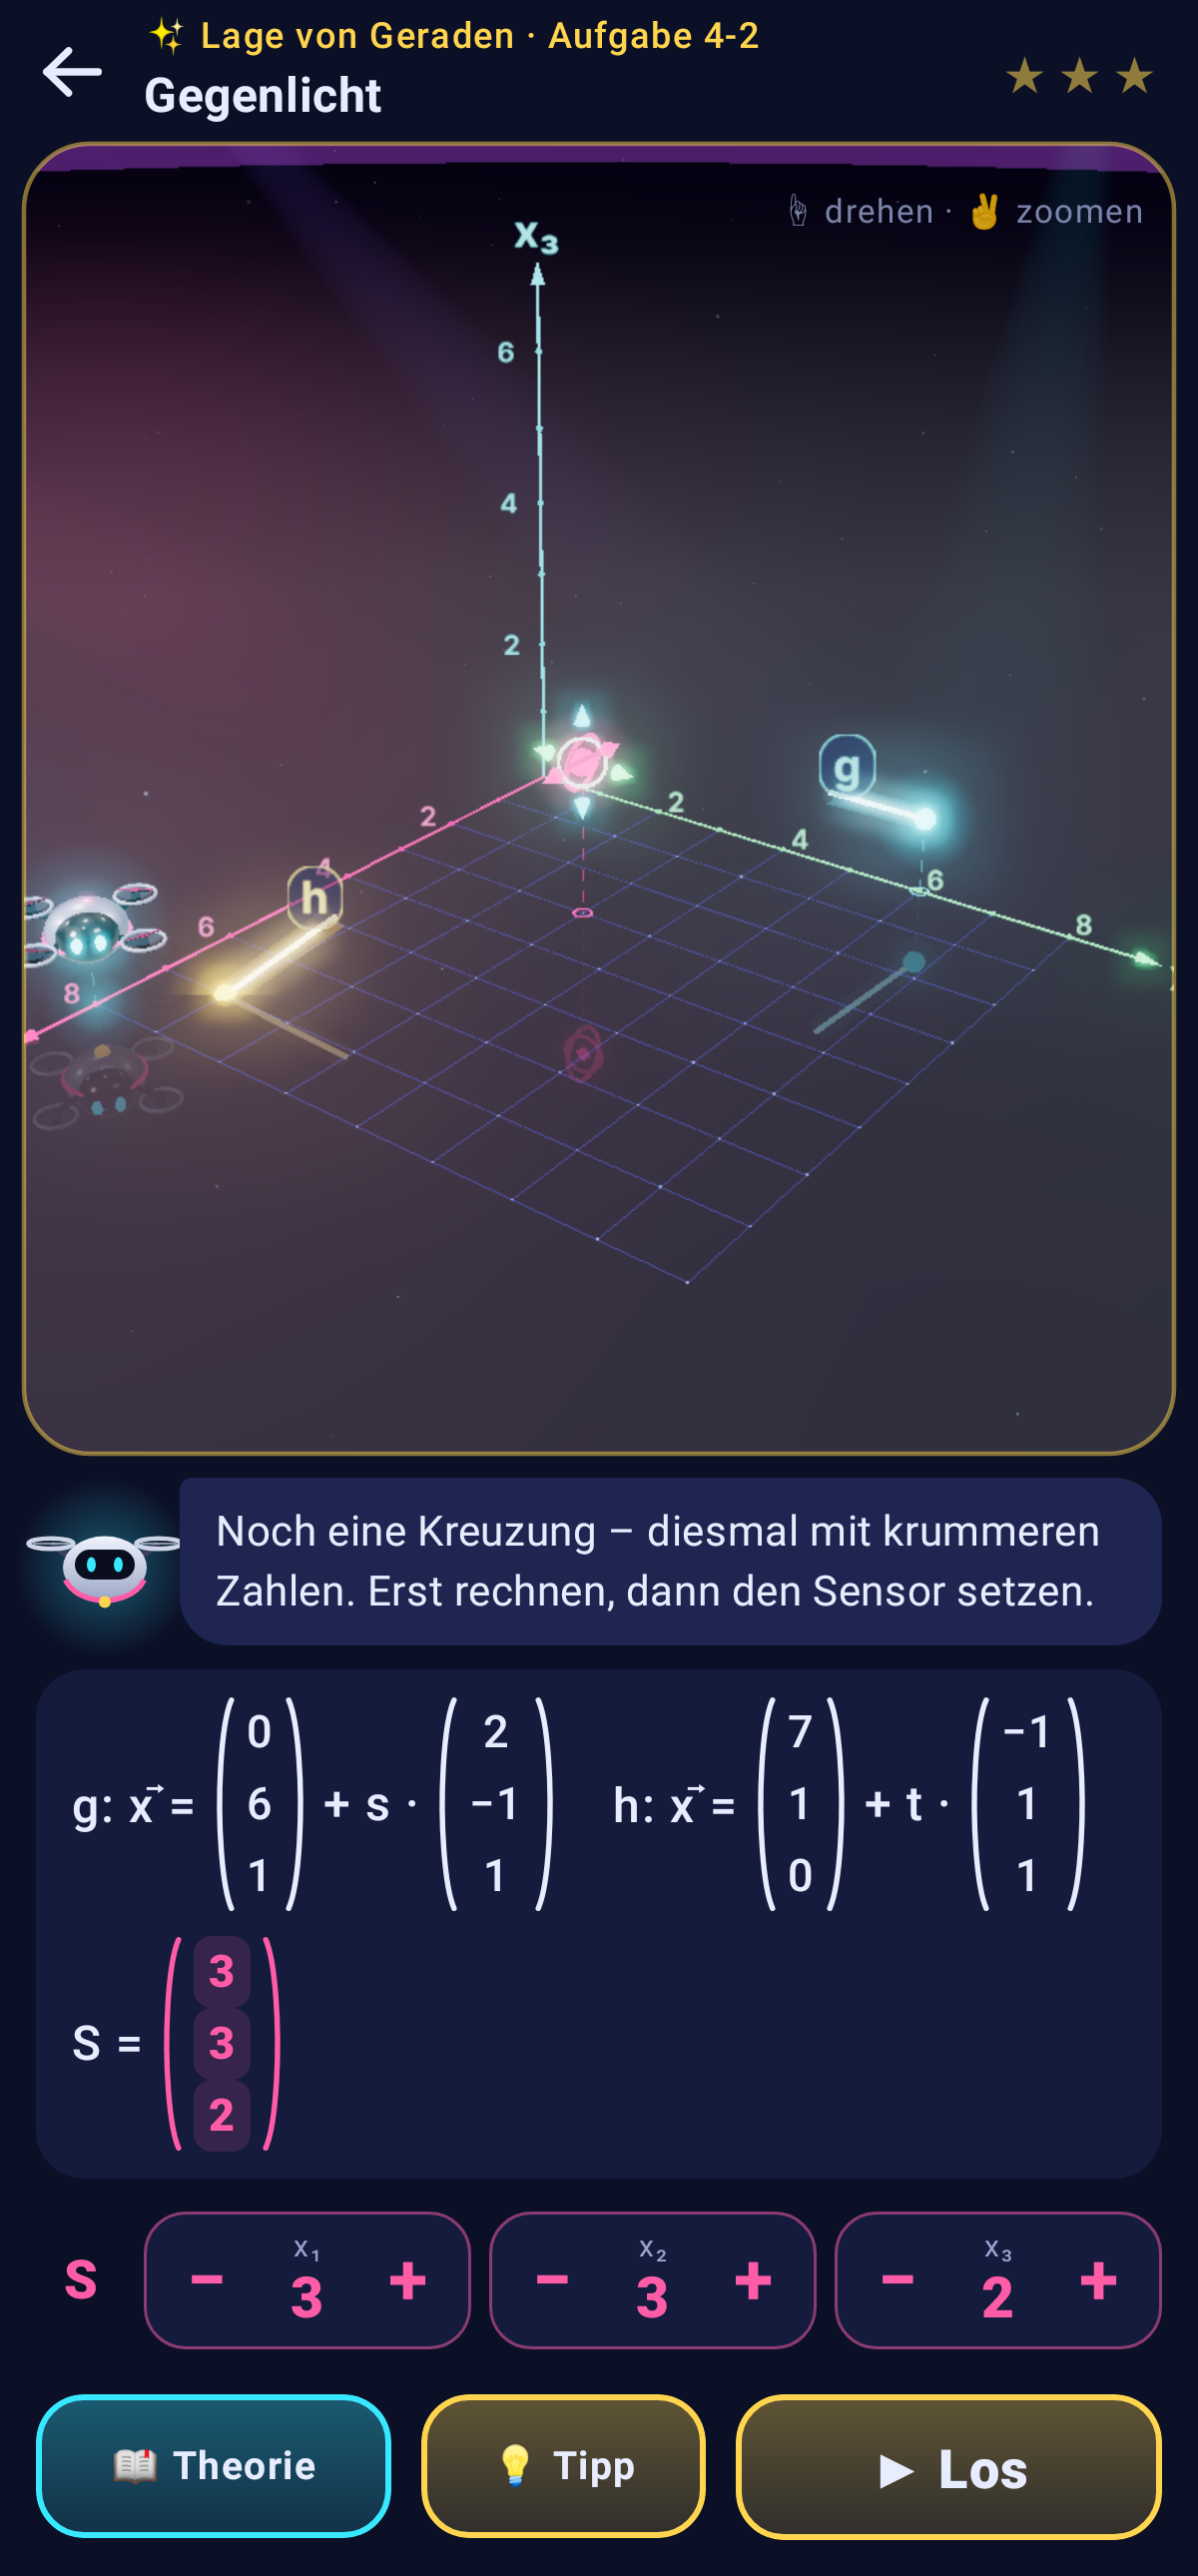 ✨ Lage von Geraden · Aufgabe 4-2
Gegenlicht
★ ★ ★
☝ drehen · ✌ zoomen
x₃
6
4
2
2
4
6
8
2
4
6
8
g
h
Noch eine Kreuzung – diesmal mit krummeren
Zahlen. Erst rechnen, dann den Sensor setzen.
g: x⃗ = (0 6 1) + s · (2 −1 1) h: x⃗ = (7 1 0) + t · (−1 1 1)
S = (3 3 2)
S − x₁ 3 + − x₂ 3 + − x₃ 2 +
📖 Theorie 💡 Tipp ▶ Los